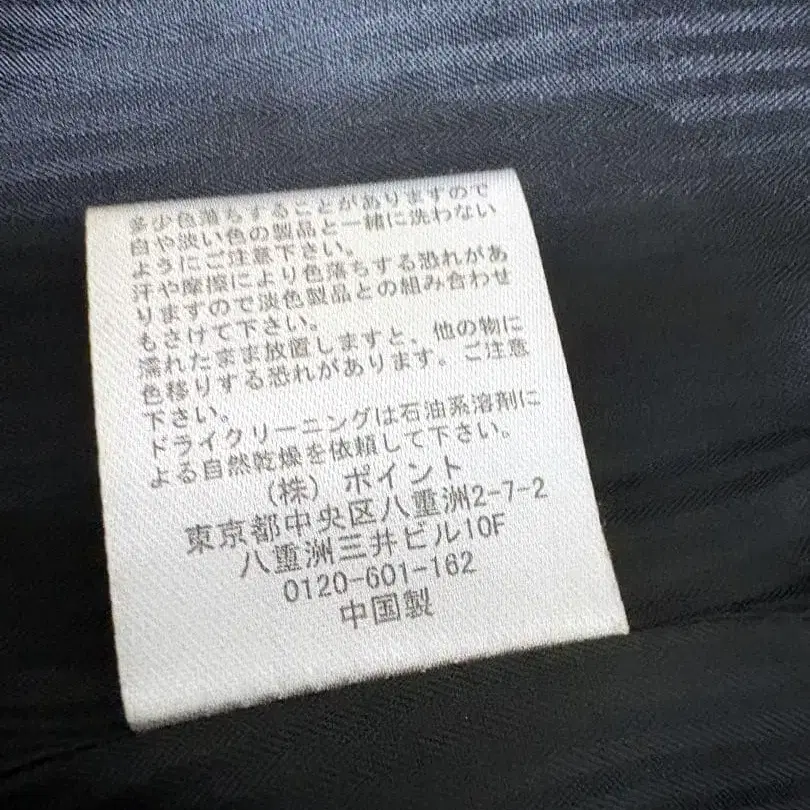 多少色落ちすることがありますので
白や淡い色の製品と一緒に洗わない
ようにご注意下さい。
汗や摩擦により色落ちする恐れがあ
りますので淡色製品との組み合わせ
もさけて下さい。
濡れたまま放置しますと、他の物に
色移りする恐れがあります。ご注意
下さい。
ドライクリーニングは石油系溶剤に
よる自然乾燥を依頼して下さい。
(株) ポイント
東京都中央区八重洲2-7-2
八重洲三井ビル10F
0120-601-162
中国製